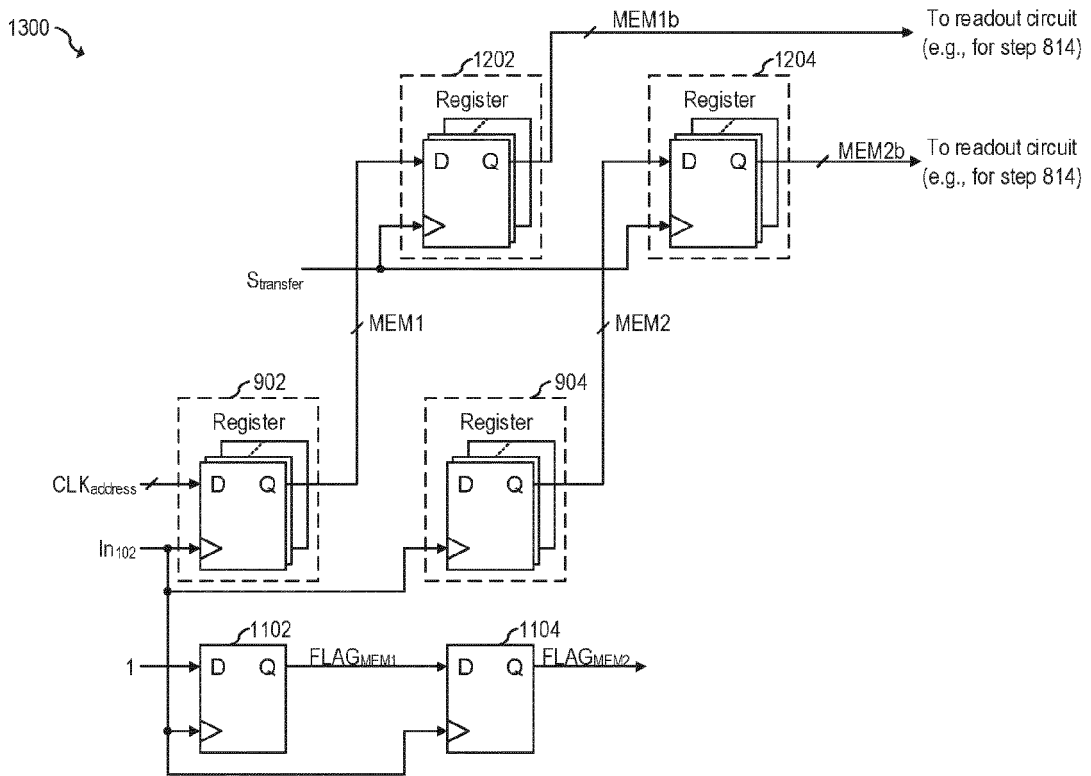 1300
MEM1b
To readout circuit
(e.g., for step 814)
1202
1204
Register
Register
D Q
D Q
MEM2b
To readout circuit
(e.g., for step 814)
Stransfer
MEM1
MEM2
902
904
Register
Register
CLKaddress
D Q
D Q
In102
1102
1104
1
D Q
FLAGMEM1
D Q
FLAGMEM2